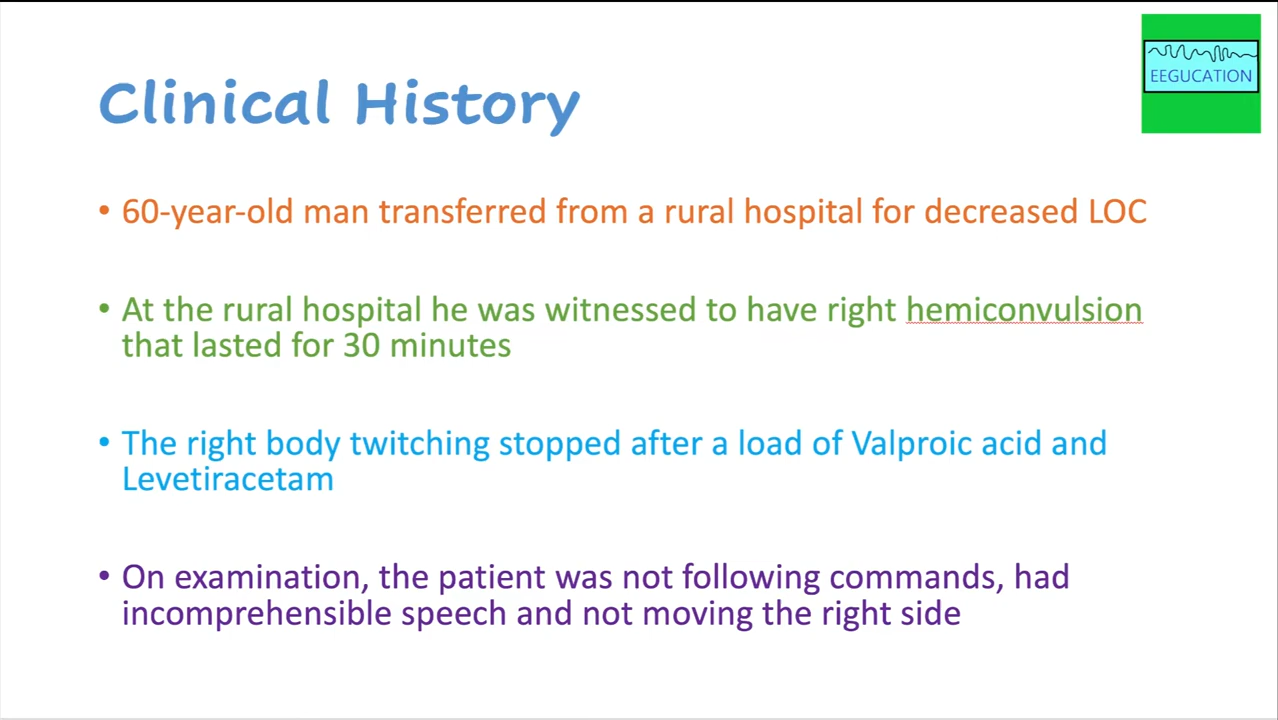 Clinical History
EEGUCATION
• 60-year-old man transferred from a rural hospital for decreased LOC
• At the rural hospital he was witnessed to have right hemiconvulsion
that lasted for 30 minutes
• The right body twitching stopped after a load of Valproic acid and
Levetiracetam
• On examination, the patient was not following commands, had
incomprehensible speech and not moving the right side